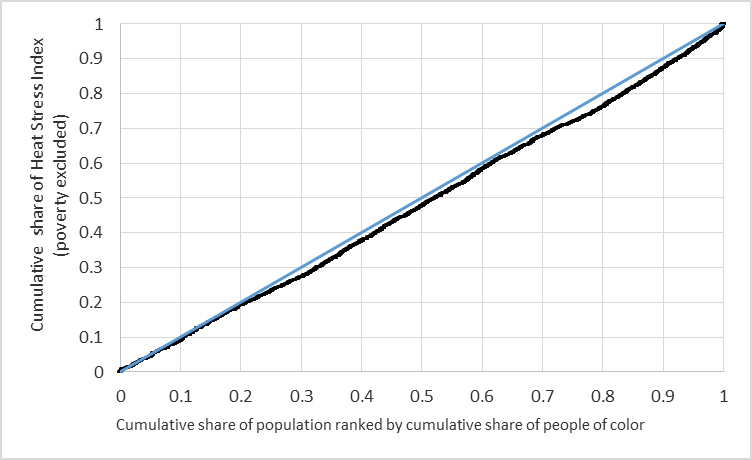 Cumulative share of Heat Stress Index
(poverty excluded)
1
0.9
0.8
0.7
0.6
0.5
0.4
0.3
0.2
0.1
0
0 0.1 0.2 0.3 0.4 0.5 0.6 0.7 0.8 0.9 1
Cumulative share of population ranked by cumulative share of people of color